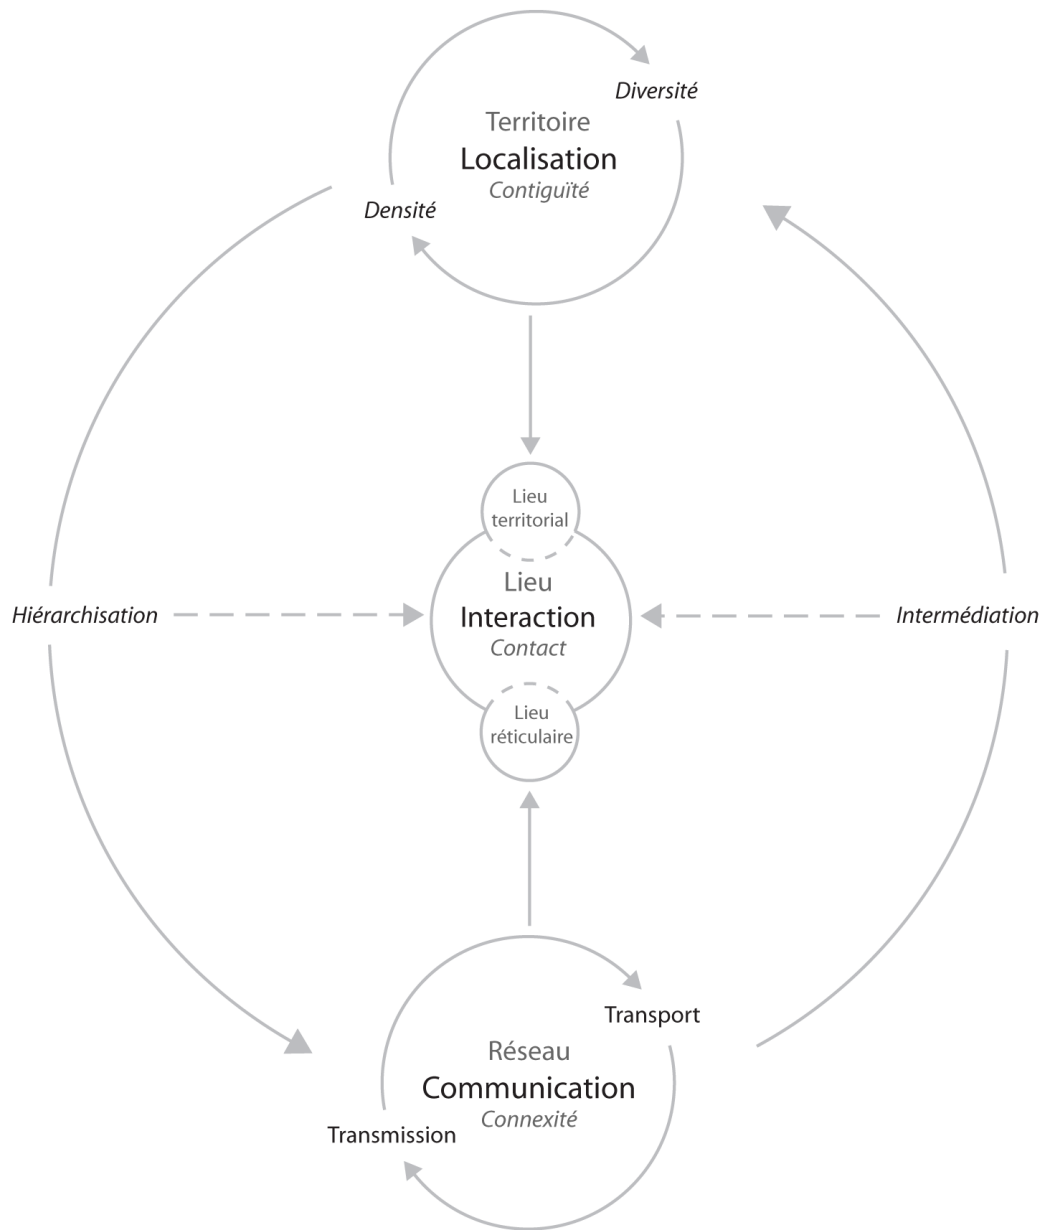 Diversité
Territoire
Localisation
Contiguïté
Densité
Lieu
territorial
Lieu
Hiérarchisation
Interaction
Intermédiation
Contact
Lieu
réticulaire
Transport
Réseau
Communication
Connexité
Transmission